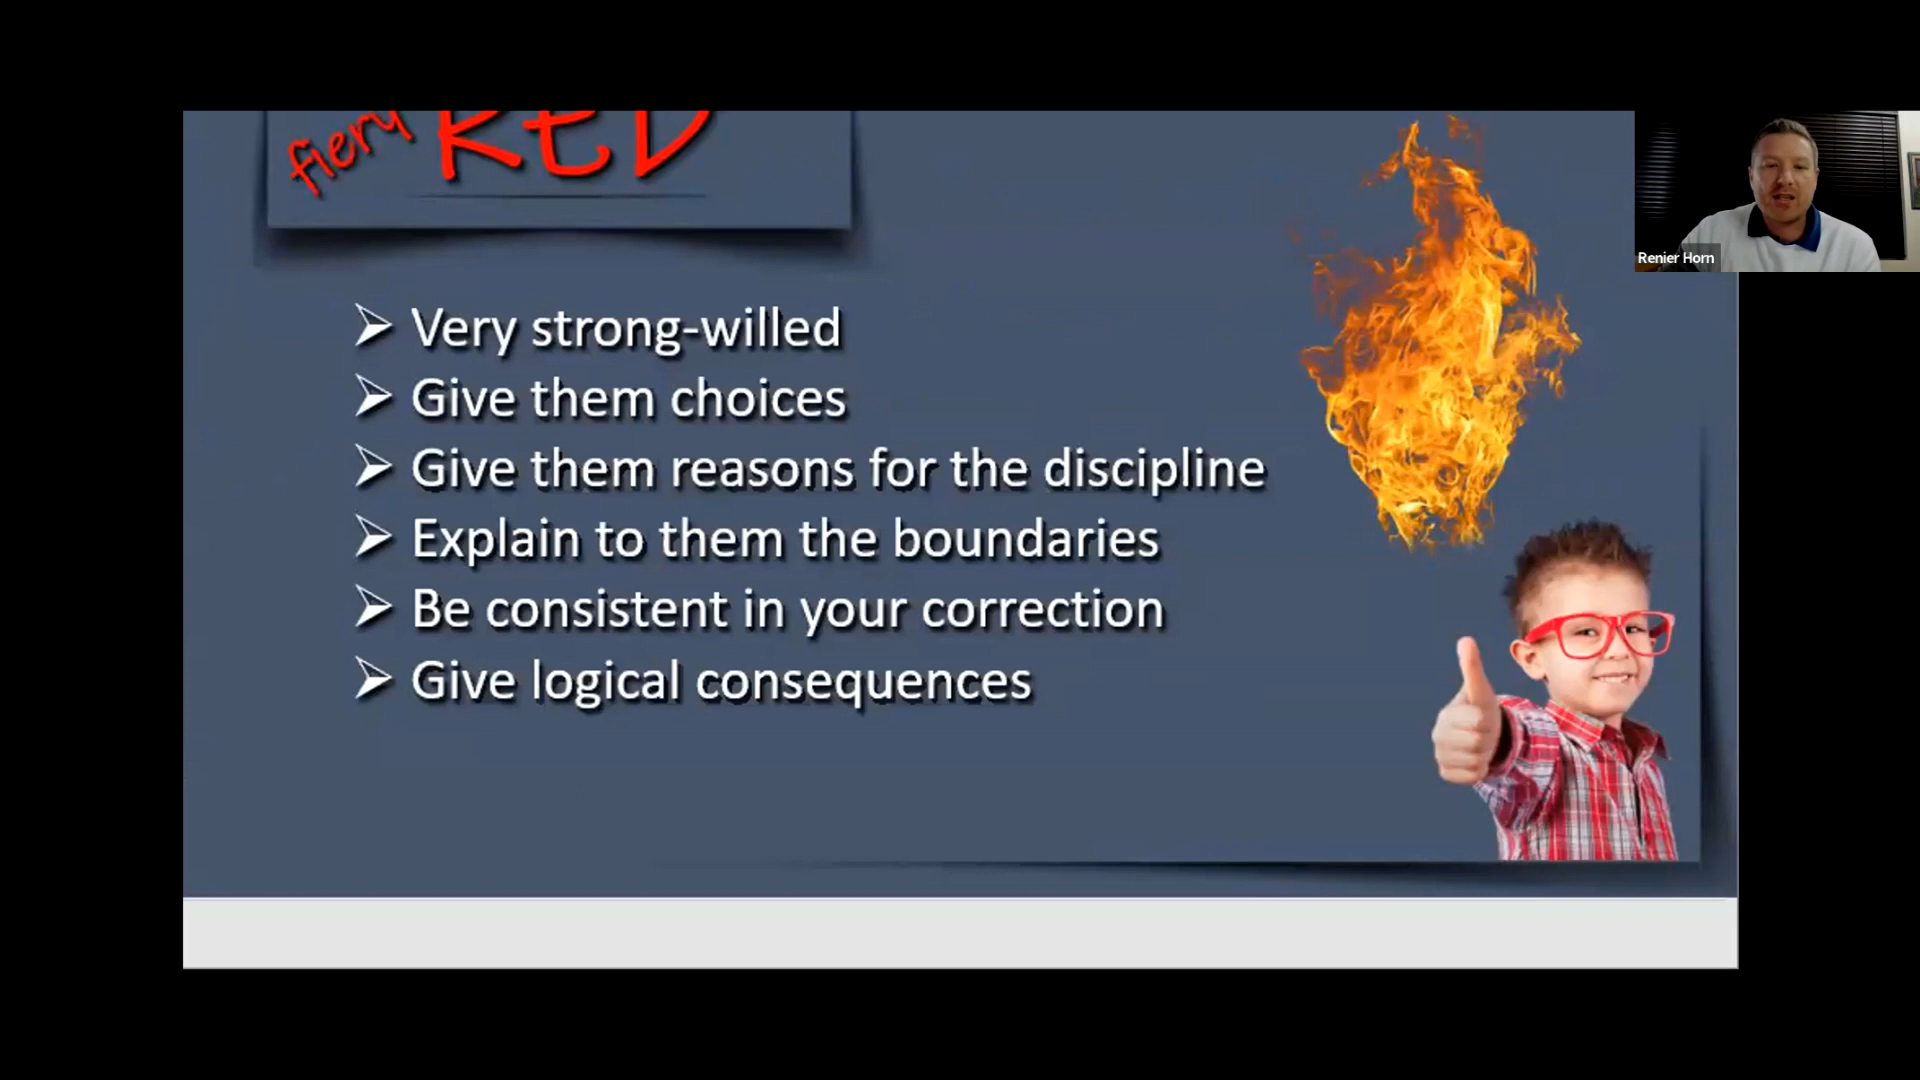 fiery RED
Renier Horn
Very strong-willed
Give them choices
Give them reasons for the discipline
Explain to them the boundaries
Be consistent in your correction
Give logical consequences